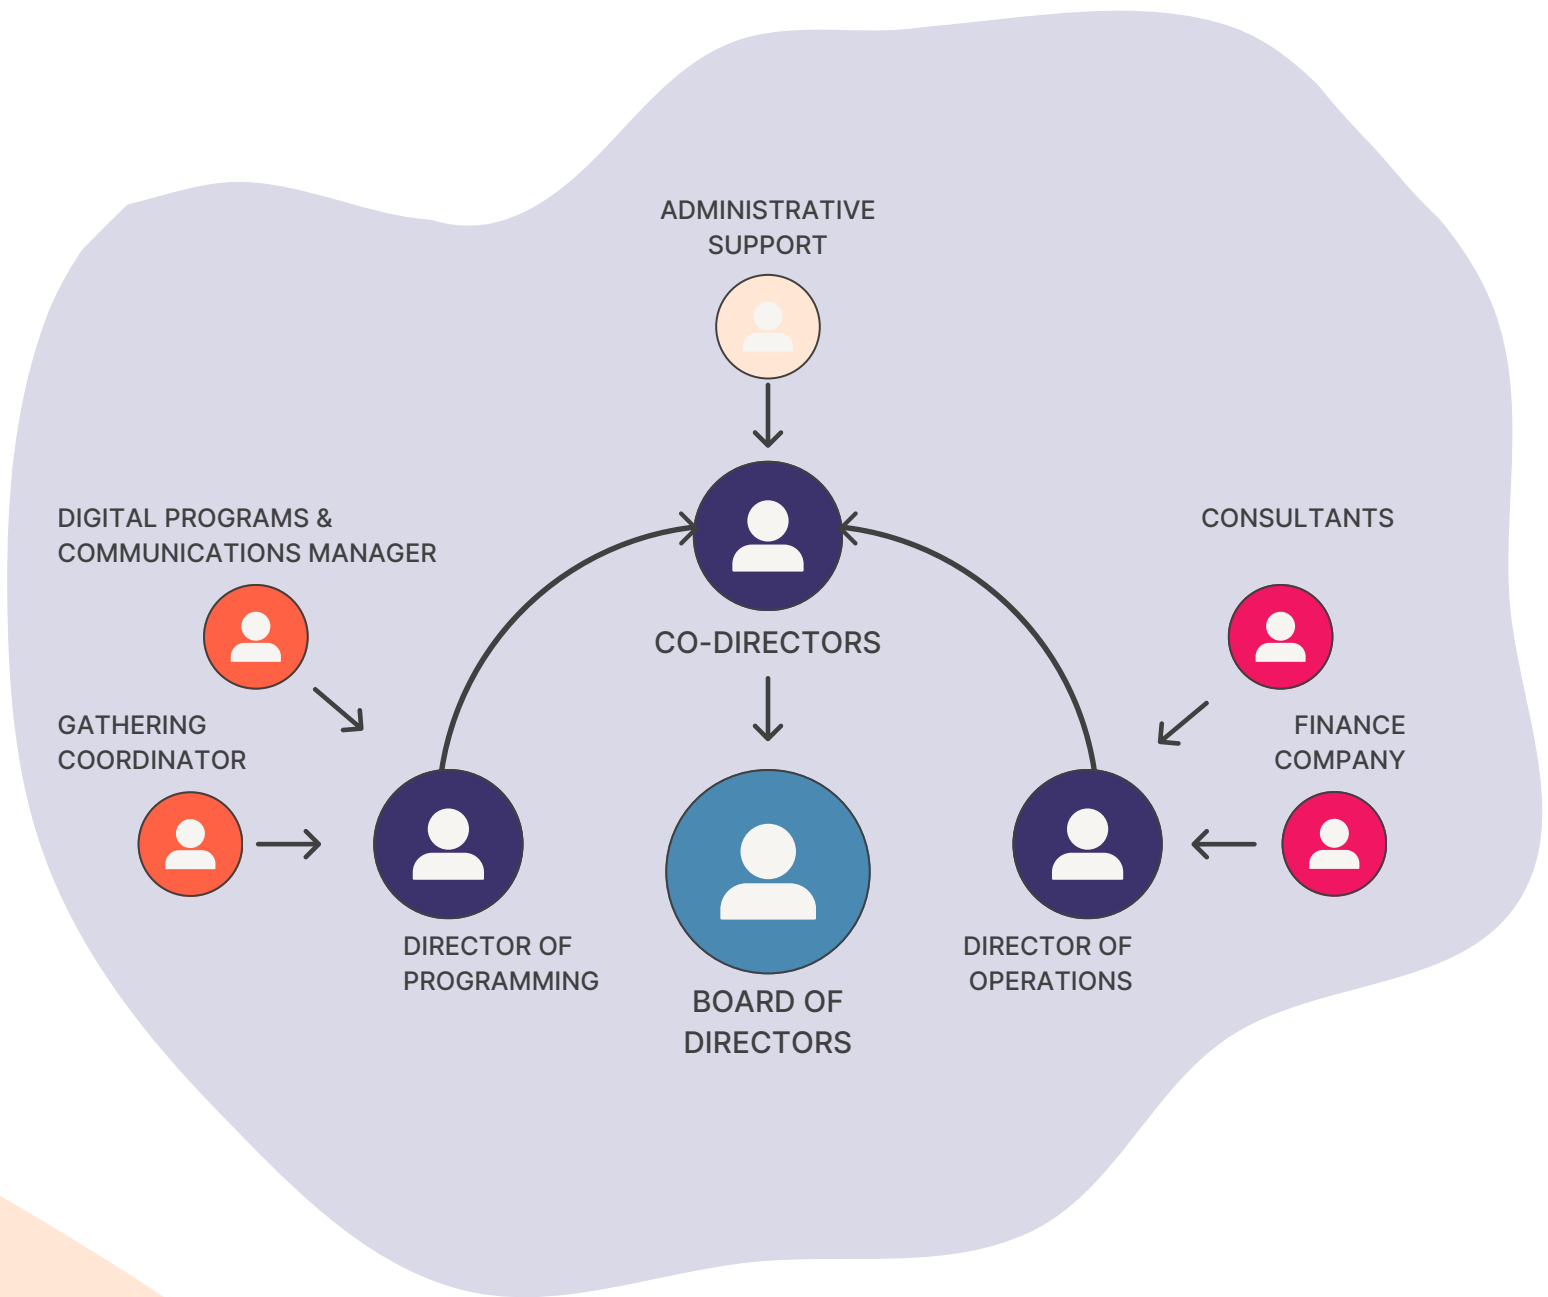 ADMINISTRATIVE
SUPPORT
DIGITAL PROGRAMS &
COMMUNICATIONS MANAGER
CONSULTANTS
CO-DIRECTORS
GATHERING
COORDINATOR
FINANCE
COMPANY
DIRECTOR OF
PROGRAMMING
BOARD OF
DIRECTORS
DIRECTOR OF
OPERATIONS